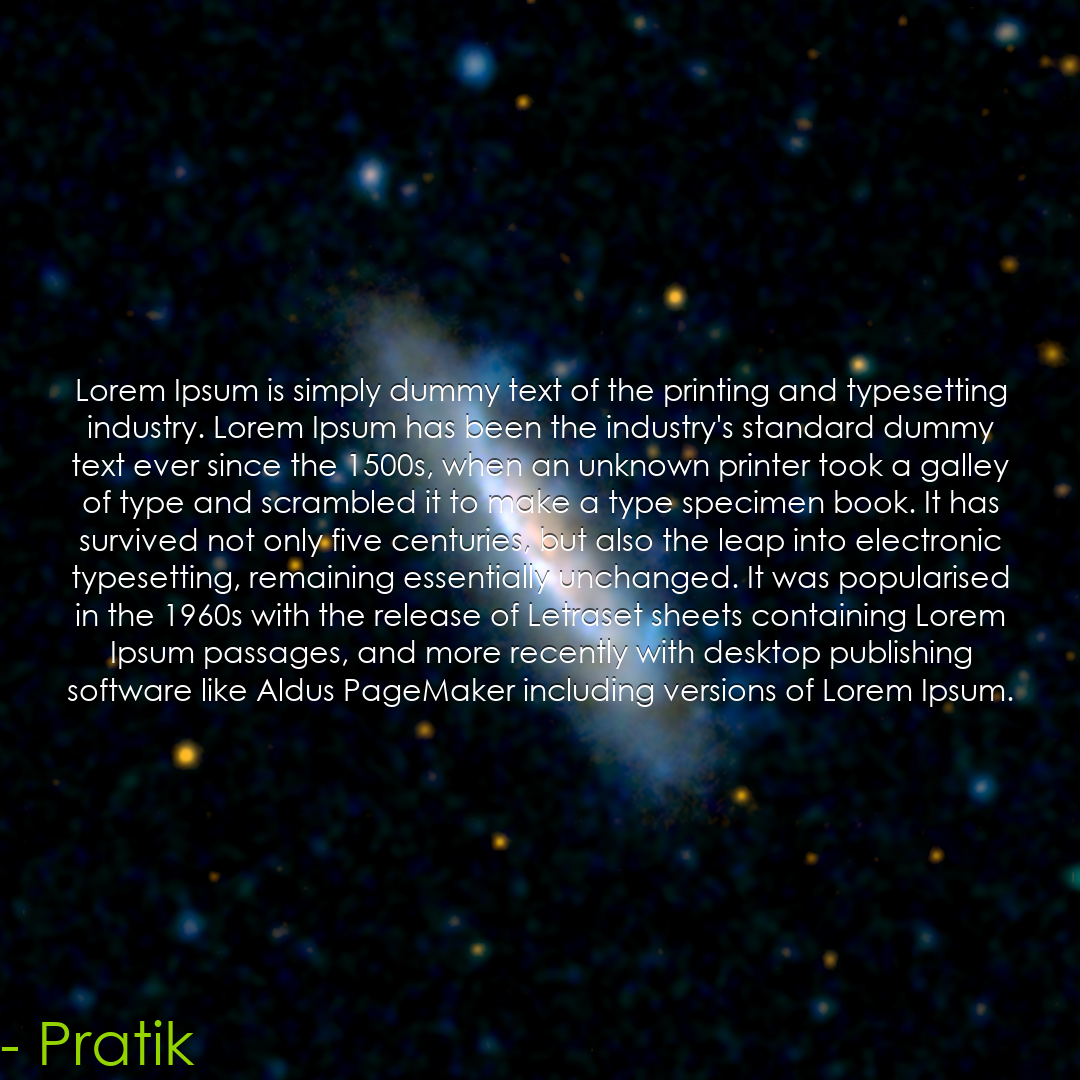 Lorem Ipsum is simply dummy text of the printing and typesetting
industry. Lorem Ipsum has been the industry's standard dummy
text ever since the 1500s, when an unknown printer took a galley
of type and scrambled it to make a type specimen book. It has
survived not only five centuries, but also the leap into electronic
typesetting, remaining essentially unchanged. It was popularised
in the 1960s with the release of Letraset sheets containing Lorem
Ipsum passages, and more recently with desktop publishing
software like Aldus PageMaker including versions of Lorem Ipsum.
- Pratik